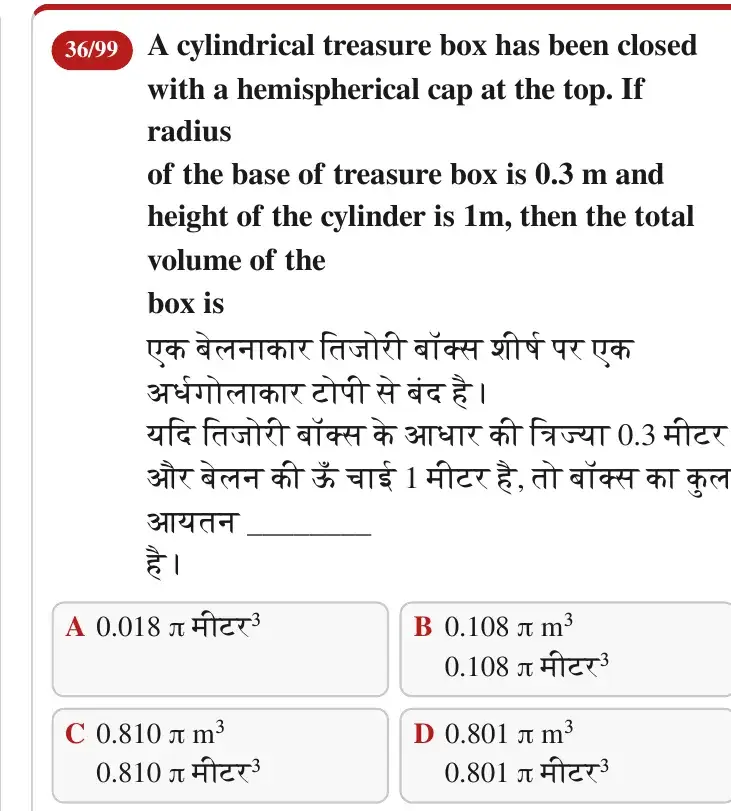 36/99 A cylindrical treasure box has been closed
with a hemispherical cap at the top. If
radius
of the base of treasure box is 0.3 m and
height of the cylinder is 1m, then the total
volume of the
box is
एक बेलनाकार तिजोरी बॉक्स शीर्ष पर एक
अर्धगोलाकार टोपी से बंद है।
यदि तिजोरी बॉक्स के आधार की त्रिज्या 0.3 मीटर
और बेलन की ऊँ चाई 1 मीटर है, तो बॉक्स का कुल
आयतन ________
है।
A 0.018 π मीटर³
B 0.108 π m³
0.108 π मीटर³
C 0.810 π m³
0.810 π मीटर³
D 0.801 π m³
0.801 π मीटर³